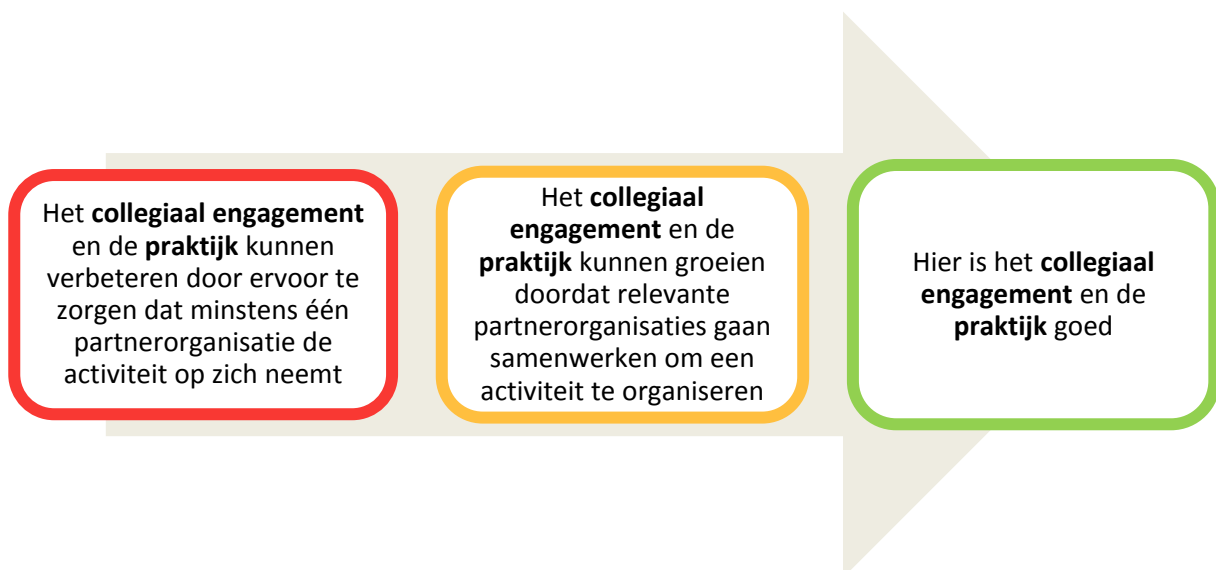 Het collegiaal engagement
en de praktijk kunnen
verbeteren door ervoor te
zorgen dat minstens één
partnerorganisatie de
activiteit op zich neemt
Het collegiaal
engagement en de
praktijk kunnen groeien
doordat relevante
partnerorganisaties gaan
samenwerken om een
activiteit te organiseren
Hier is het collegiaal
engagement en de
praktijk goed